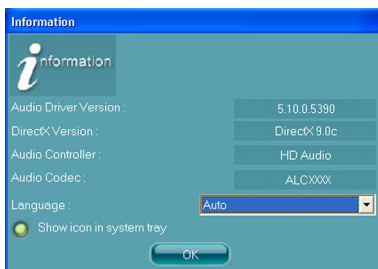 Information
information
Audio Driver Version : 5.10.0.5390
DirectX Version : DirectX 9.0c
Audio Controller : HD Audio
Audio Codec : ALCXXXX
Language : Auto
Show icon in system tray
OK